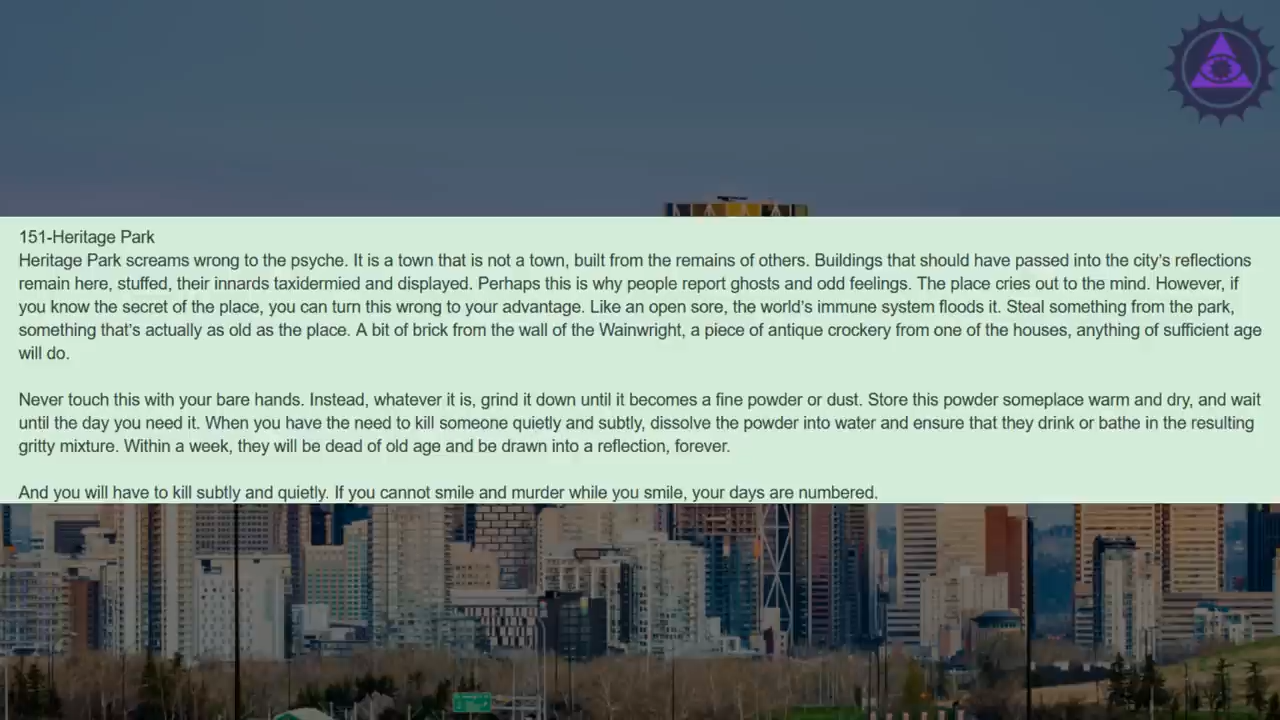 151-Heritage Park
Heritage Park screams wrong to the psyche. It is a town that is not a town, built from the remains of others. Buildings that should have passed into the city's reflections
remain here, stuffed, their innards taxidermied and displayed. Perhaps this is why people report ghosts and odd feelings. The place cries out to the mind. However, if
you know the secret of the place, you can turn this wrong to your advantage. Like an open sore, the world's immune system floods it. Steal something from the park,
something that's actually as old as the place. A bit of brick from the wall of the Wainwright, a piece of antique crockery from one of the houses, anything of sufficient age
will do.
Never touch this with your bare hands. Instead, whatever it is, grind it down until it becomes a fine powder or dust. Store this powder someplace warm and dry, and wait
until the day you need it. When you have the need to kill someone quietly and subtly, dissolve the powder into water and ensure that they drink or bathe in the resulting
gritty mixture. Within a week, they will be dead of old age and be drawn into a reflection, forever.
And you will have to kill subtly and quietly. If you cannot smile and murder while you smile, your days are numbered.